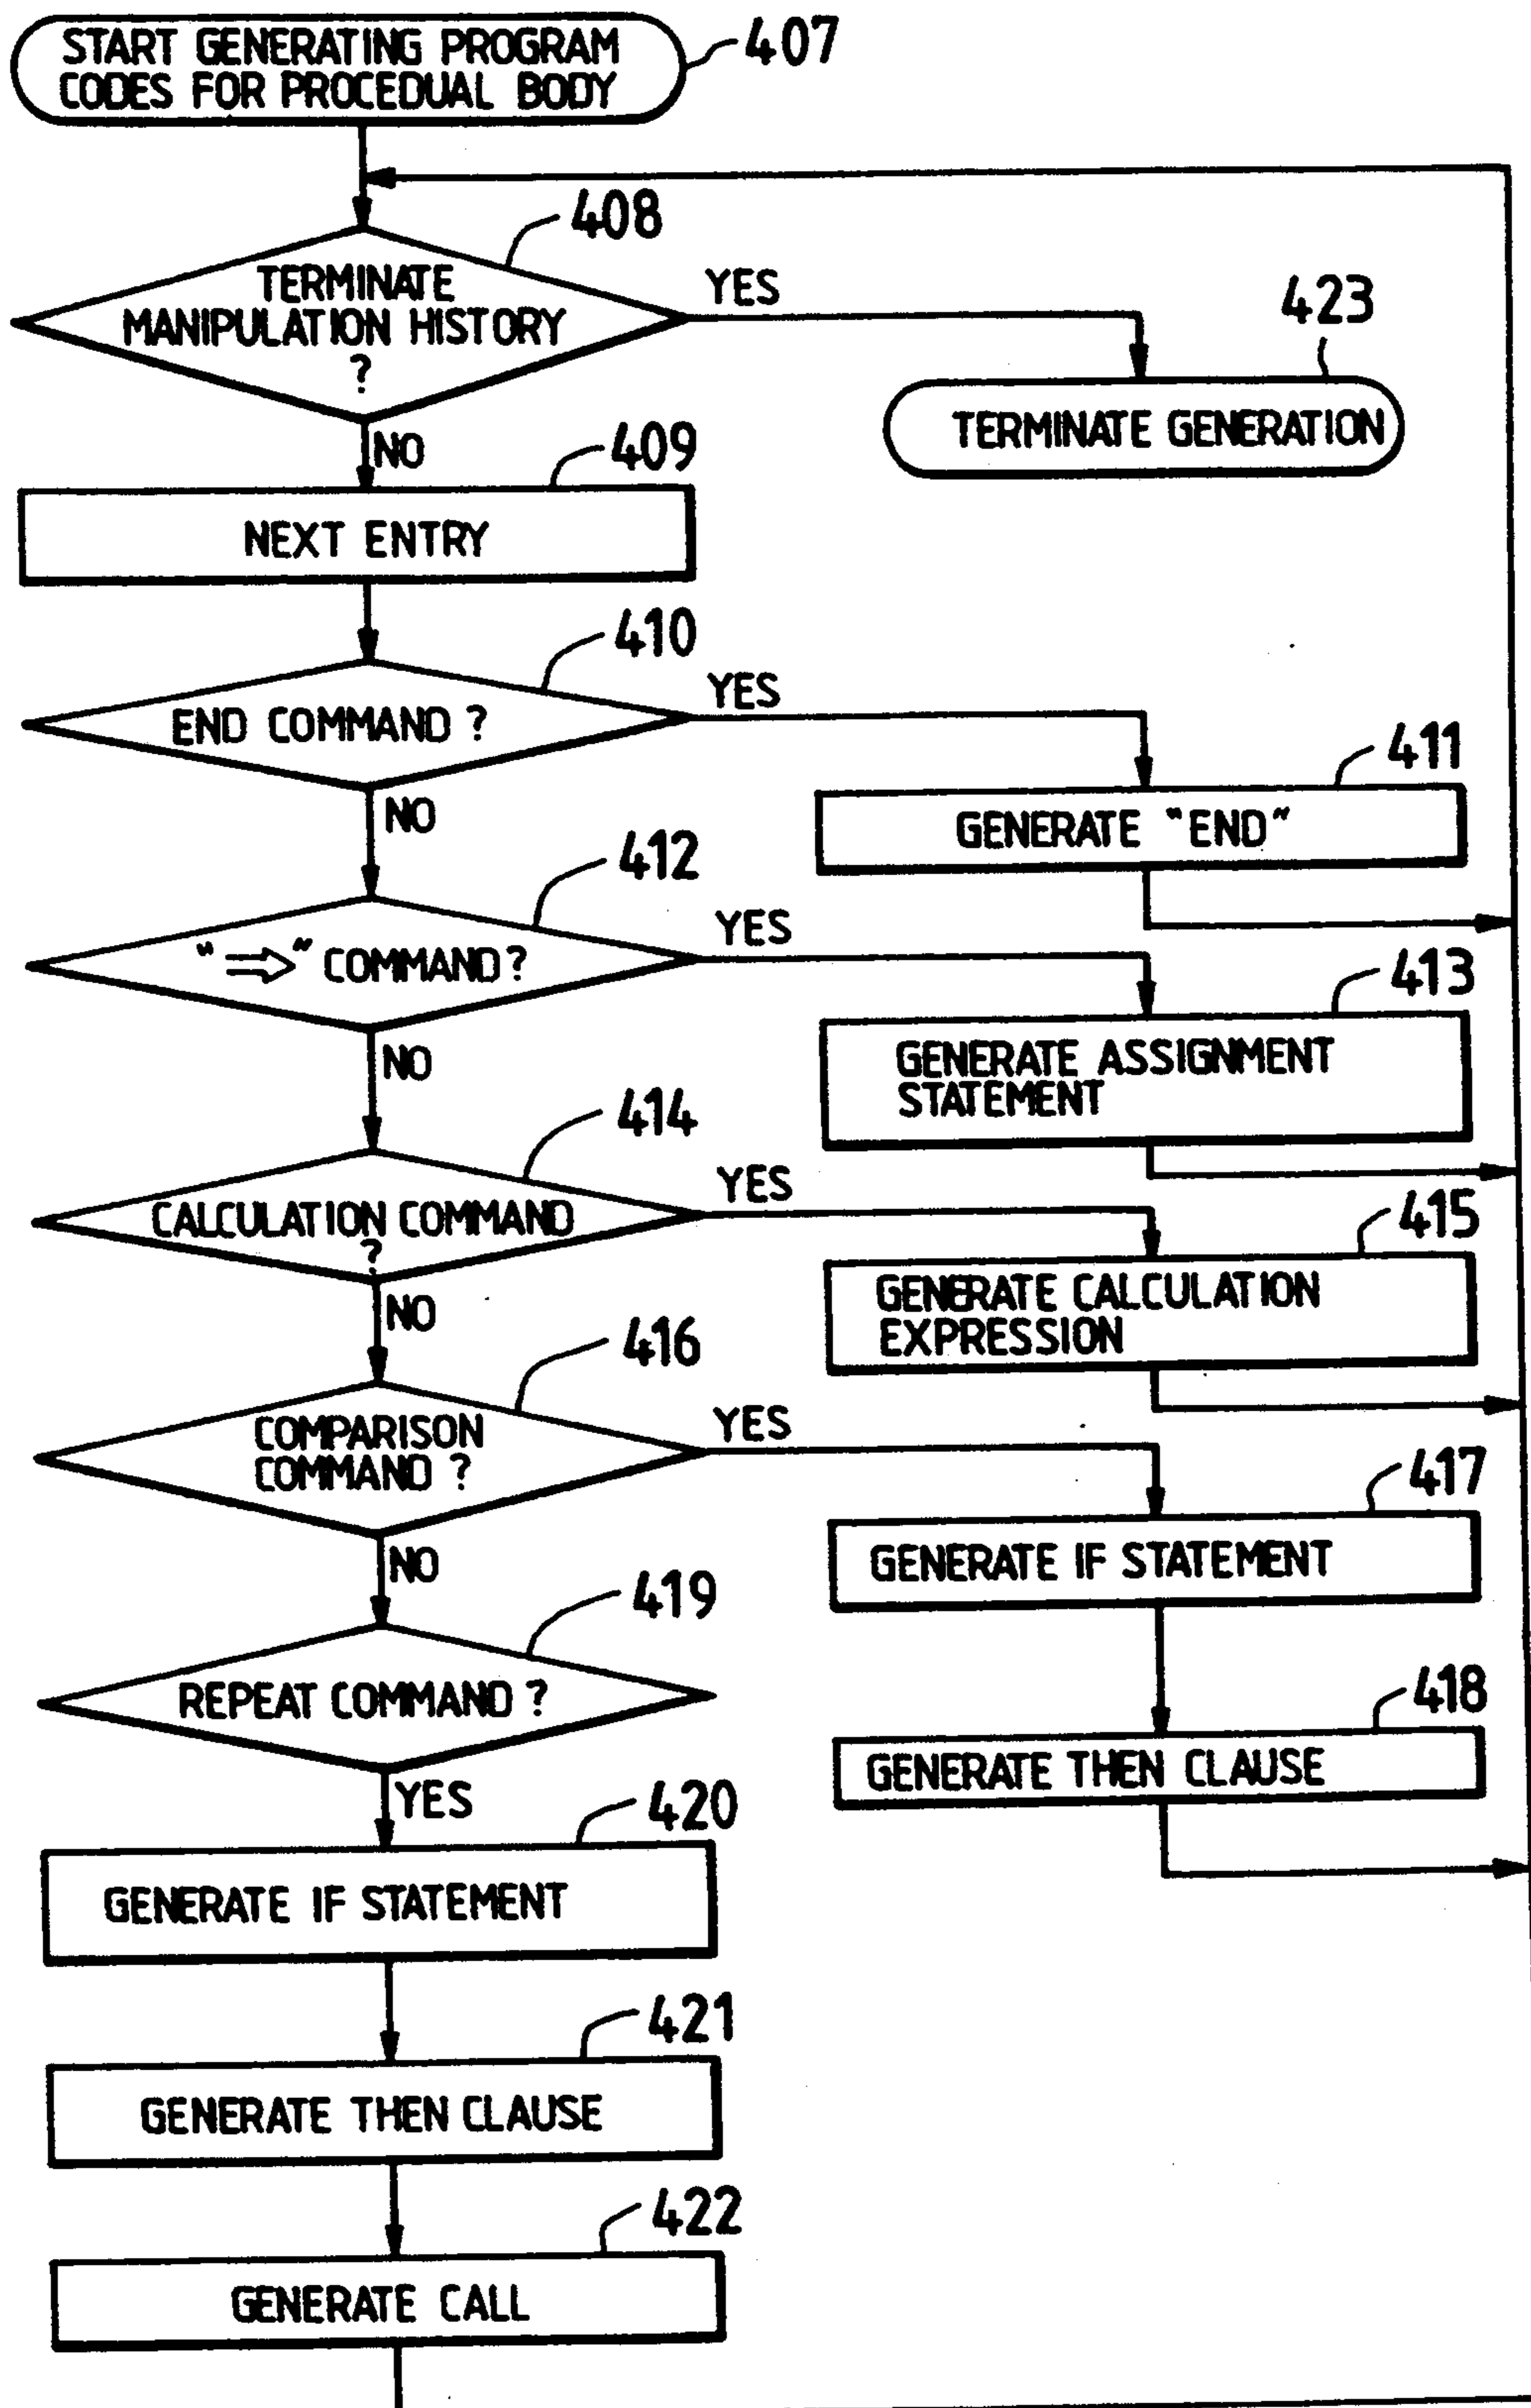 START GENERATING PROGRAM
CODES FOR PROCEDUAL BODY
407
408
TERMINATE
MANIPULATION HISTORY
?
YES
423
TERMINATE GENERATION
NO
409
NEXT ENTRY
410
END COMMAND ?
YES
411
GENERATE "END"
NO
412
"⇒" COMMAND?
YES
413
GENERATE ASSIGNMENT
STATEMENT
NO
414
CALCULATION COMMAND
?
YES
415
GENERATE CALCULATION
EXPRESSION
NO
416
COMPARISON
COMMAND ?
YES
417
GENERATE IF STATEMENT
NO
419
REPEAT COMMAND ?
418
GENERATE THEN CLAUSE
YES
420
GENERATE IF STATEMENT
421
GENERATE THEN CLAUSE
422
GENERATE CALL